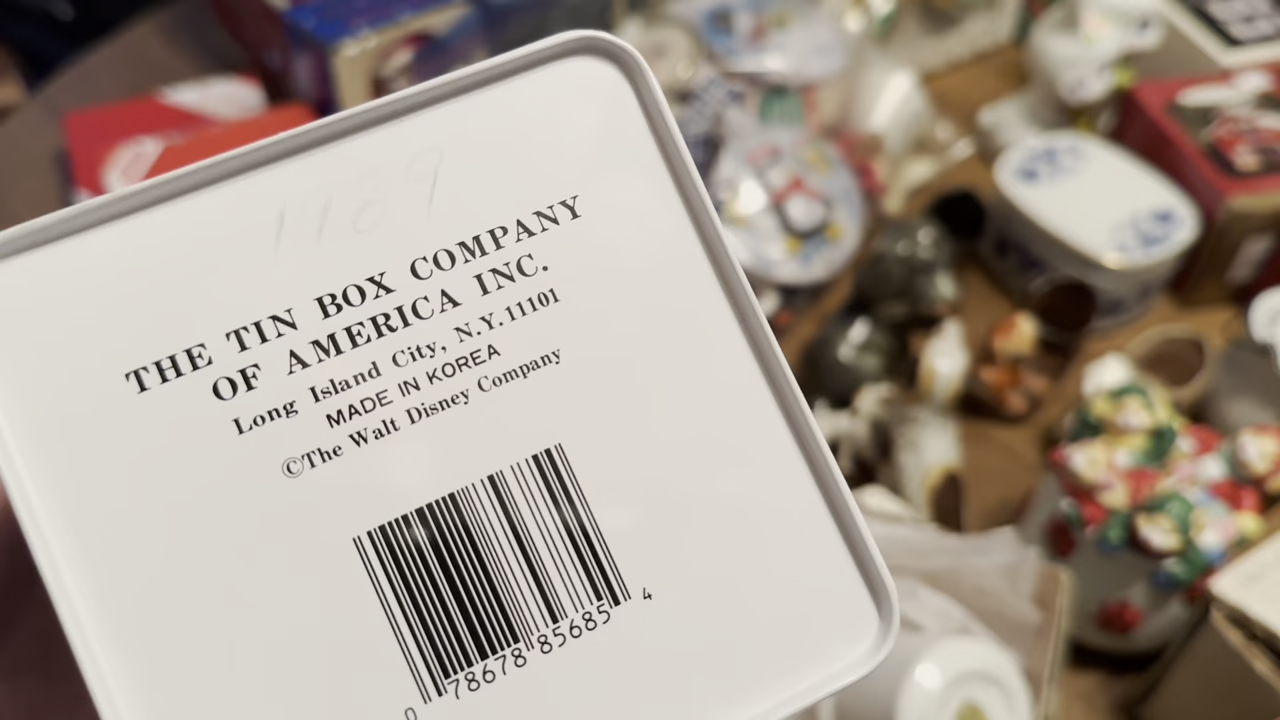 1989
THE TIN BOX COMPANY
OF AMERICA INC.
Long Island City, N.Y. 11101
MADE IN KOREA
©The Walt Disney Company
0 78678 85685 4